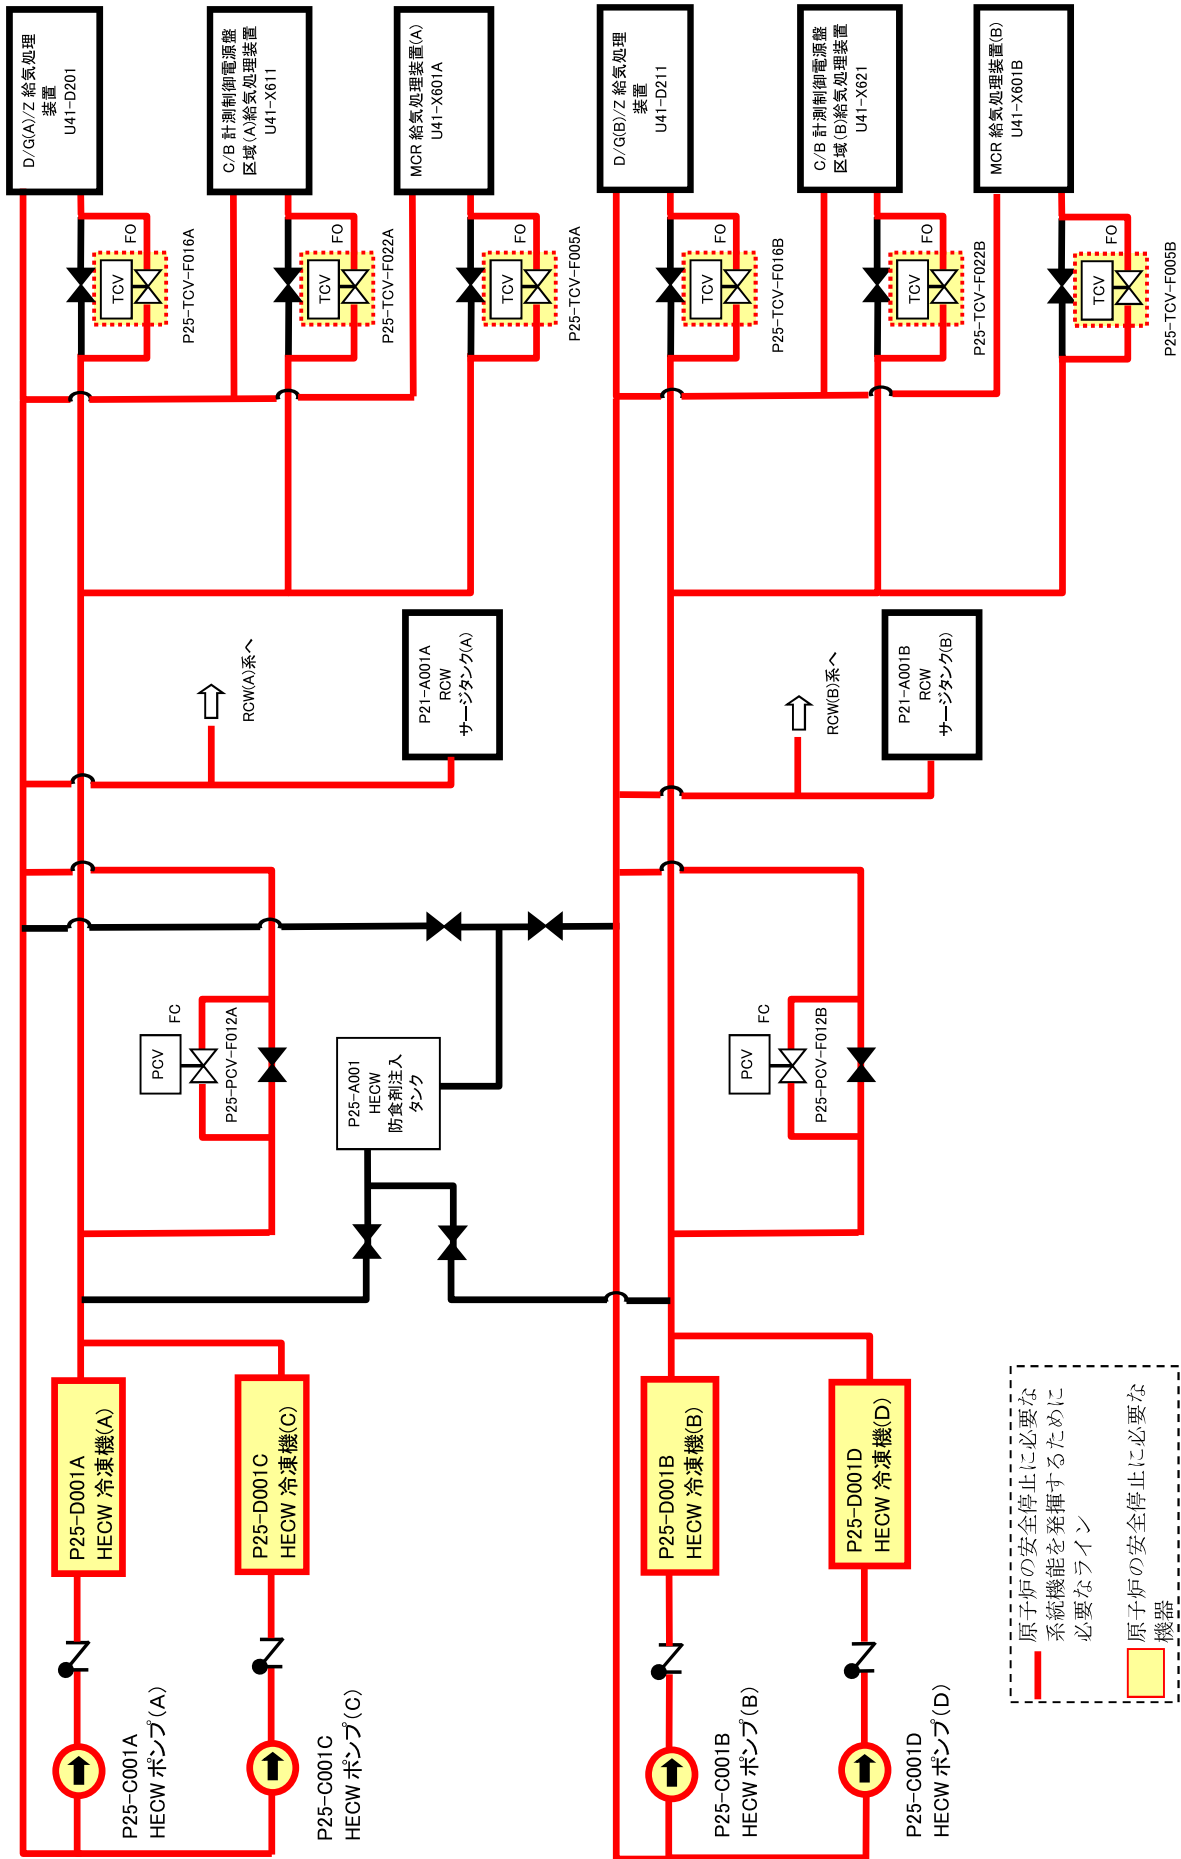 D/G(A)/Z 給気処理
装置
U41-D201
C/B 計測制御電源盤
区域(A)給気処理装置
U41-X611
MCR 給気処理装置(A)
U41-X601A
D/G(B)/Z 給気処理
装置
U41-D211
C/B 計測制御電源盤
区域(B)給気処理装置
U41-X621
MCR 給気処理装置(B)
U41-X601B
FO
TCV
P25-TCV-F016A
FO
TCV
P25-TCV-F022A
FO
TCV
P25-TCV-F005A
FO
TCV
P25-TCV-F016B
FO
TCV
P25-TCV-F022B
FO
TCV
P25-TCV-F005B
RCW(A)系へ
P21-A001A
RCW
サージタンク(A)
RCW(B)系へ
P21-A001B
RCW
サージタンク(B)
PCV
FC
P25-PCV-F012A
P25-A001
HECW
防食剤注入
タンク
PCV
FC
P25-PCV-F012B
P25-D001A
HECW 冷凍機(A)
P25-D001C
HECW 冷凍機(C)
P25-D001B
HECW 冷凍機(B)
P25-D001D
HECW 冷凍機(D)
P25-C001A
HECW ポンプ(A)
P25-C001C
HECW ポンプ(C)
P25-C001B
HECW ポンプ(B)
P25-C001D
HECW ポンプ(D)
原子炉の安全停止に必要な
系統機能を発揮するために
必要なライン
原子炉の安全停止に必要な
機器